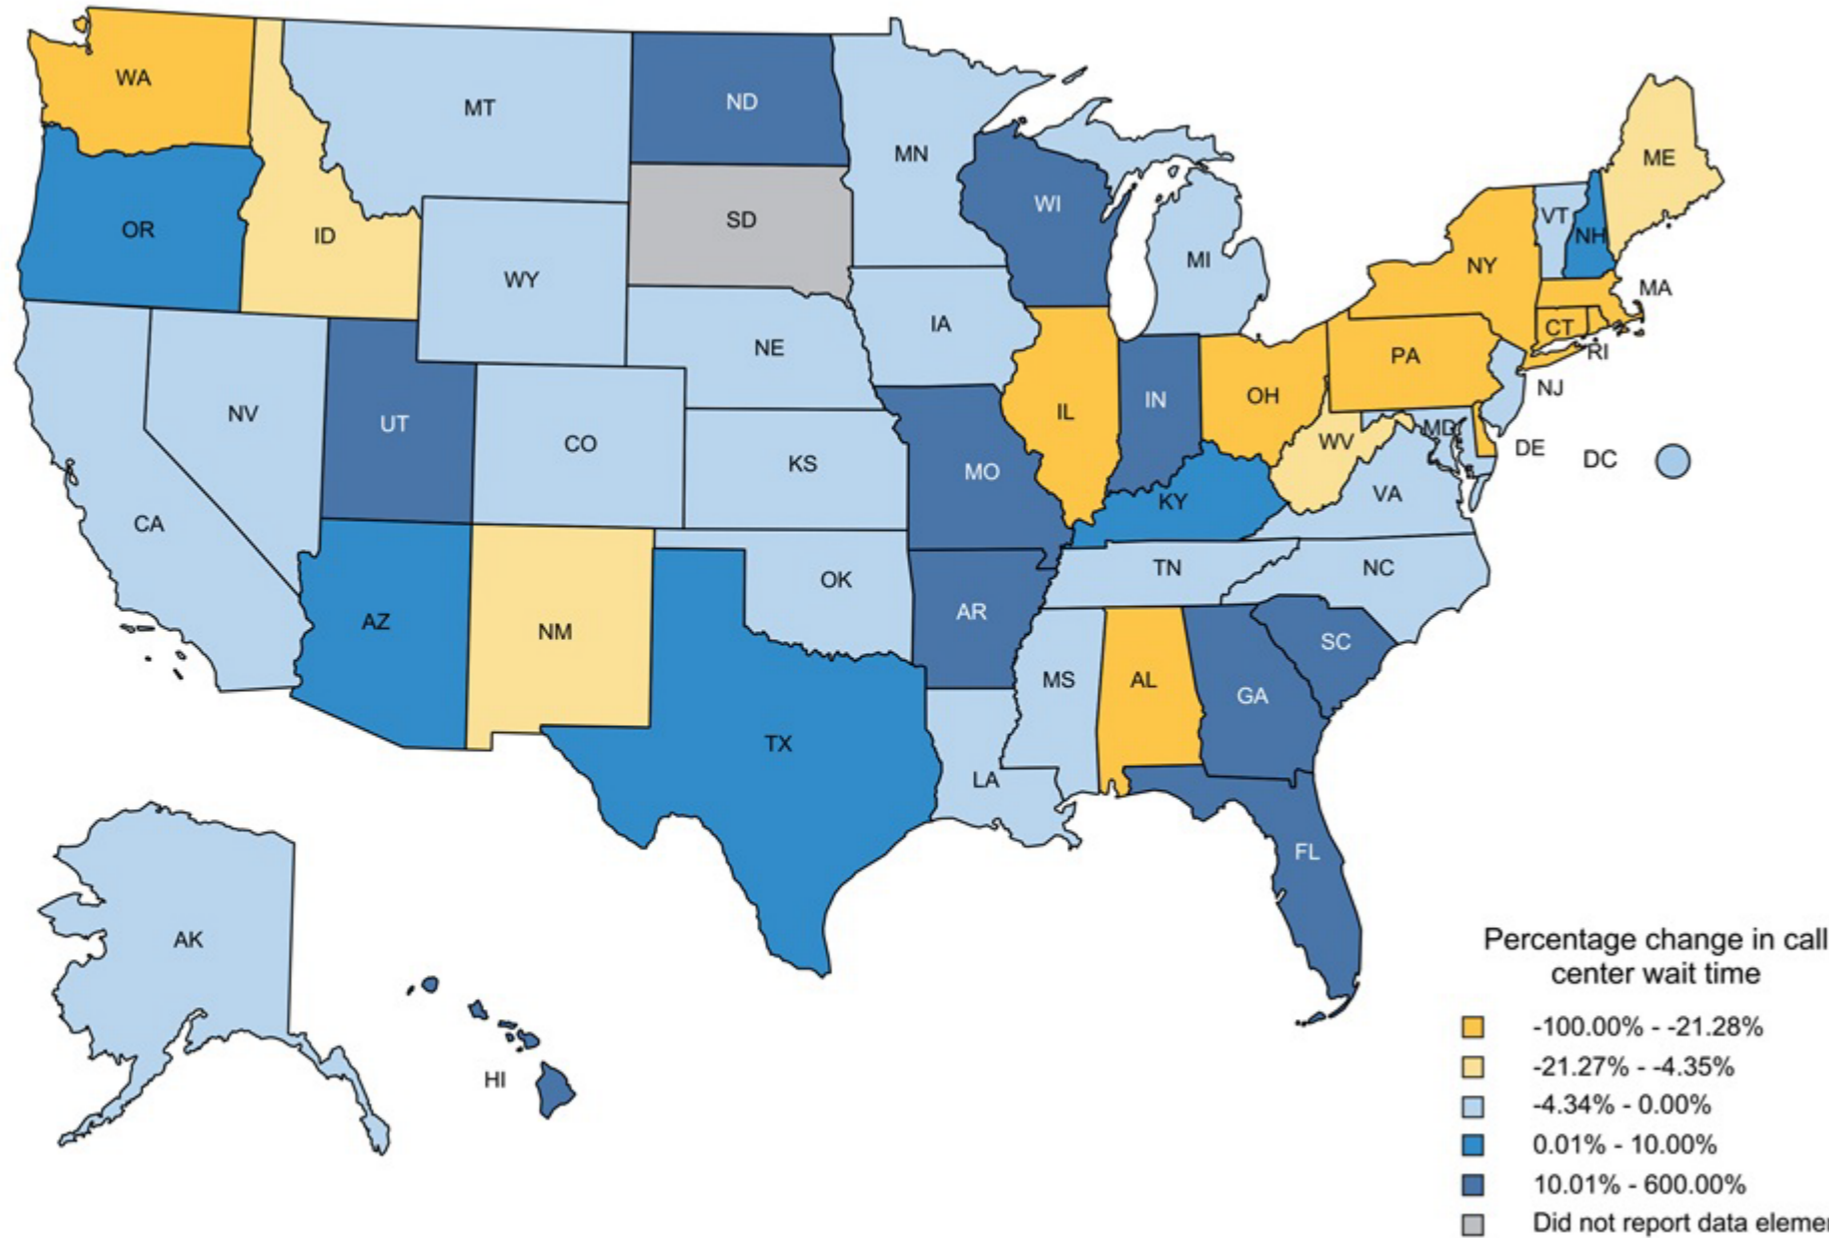 WA
MT
ND
MN
ME
OR
ID
SD
WI
VT
NH
WY
MI
NY
MA
IA
CT
NE
PA
RI
NV
UT
CO
IL
IN
OH
NJ
KS
MO
WV
MD
DE
DC
CA
KY
VA
OK
TN
NC
AZ
NM
AR
SC
MS
AL
GA
TX
LA
FL
AK
HI
Percentage change in call
center wait time
-100.00% - -21.28%
-21.27% - -4.35%
-4.34% - 0.00%
0.01% - 10.00%
10.01% - 600.00%
Did not report data